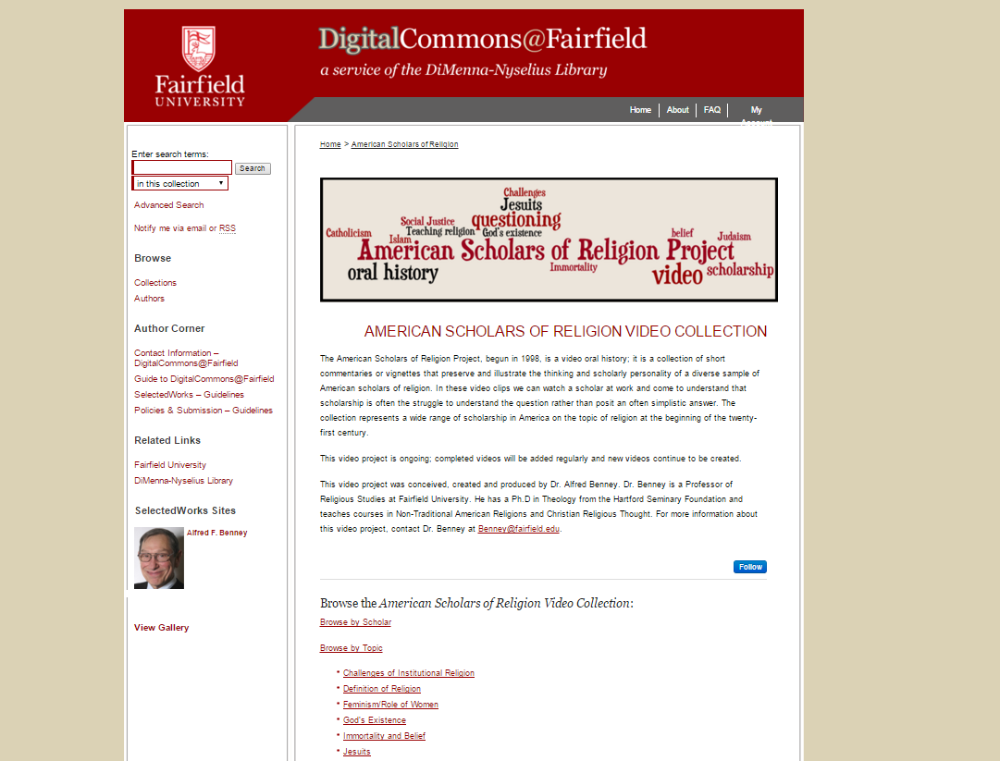 Fairfield
UNIVERSITY
DigitalCommons@Fairfield
a service of the DiMenna-Nyselius Library
Home
About
FAQ
My
Account
Enter search terms:
Search
in this collection
Advanced Search
Notify me via email or RSS
Browse
Collections
Authors
Author Corner
Contact Information –
DigitalCommons@Fairfield
Guide to DigitalCommons@Fairfield
SelectedWorks – Guidelines
Policies & Submission – Guidelines
Related Links
Fairfield University
DiMenna-Nyselius Library
SelectedWorks Sites
Alfred F. Benney
View Gallery
Home > American Scholars of Religion
Challenges
Jesuits
Social Justice questioning
Catholicism Teaching religion God's existence belief Judaism
Islam
American Scholars of Religion Project
oral history Immortality video scholarship
AMERICAN SCHOLARS OF RELIGION VIDEO COLLECTION
The American Scholars of Religion Project, begun in 1998, is a video oral history; it is a collection of short
commentaries or vignettes that preserve and illustrate the thinking and scholarly personality of a diverse sample of
American scholars of religion. In these video clips we can watch a scholar at work and come to understand that
scholarship is often the struggle to understand the question rather than posit an often simplistic answer. The
collection represents a wide range of scholarship in America on the topic of religion at the beginning of the twenty-
first century.
This video project is ongoing; completed videos will be added regularly and new videos continue to be created.
This video project was conceived, created and produced by Dr. Alfred Benney. Dr. Benney is a Professor of
Religious Studies at Fairfield University. He has a Ph.D in Theology from the Hartford Seminary Foundation and
teaches courses in Non-Traditional American Religions and Christian Religious Thought. For more information about
this video project, contact Dr. Benney at Benney@fairfield.edu.
Follow
Browse the American Scholars of Religion Video Collection:
Browse by Scholar
Browse by Topic
Challenges of Institutional Religion
Definition of Religion
Feminism/Role of Women
God's Existence
Immortality and Belief
Jesuits